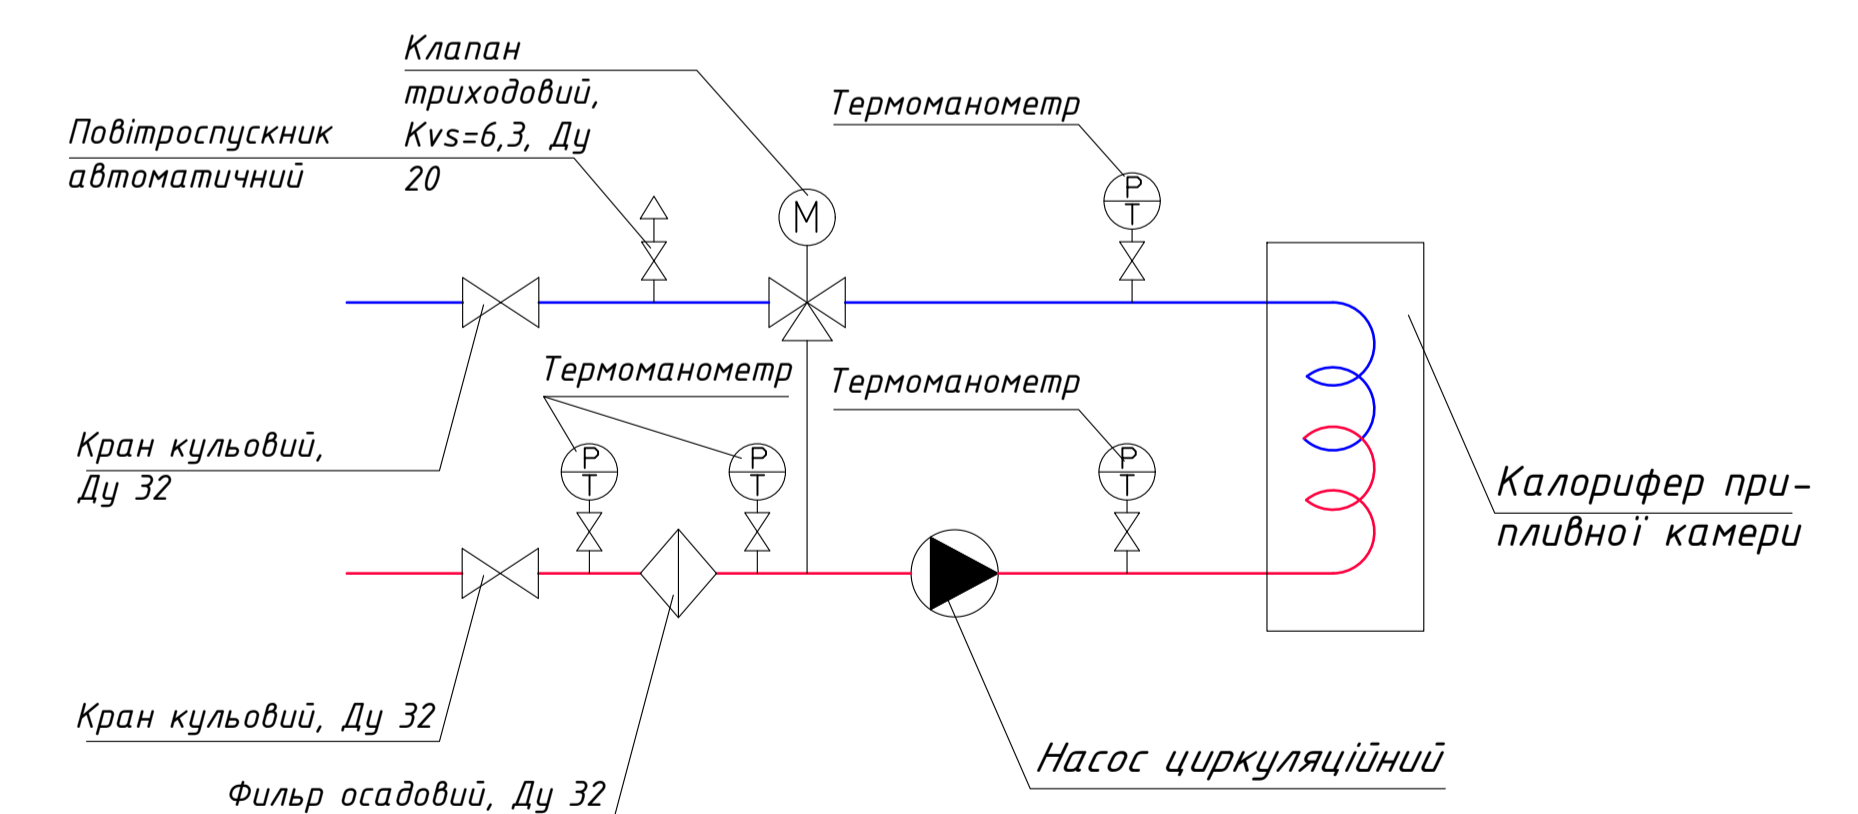 Клапан
триходовий,
Kvs=6,3, Ду
20
Повітроспускник
автоматичний
Термоманометр
M
P
T
Термоманометр
Термоманометр
P
T
P
T
P
T
Кран кульовий,
Ду 32
Калорифер при-
пливної камери
Кран кульовий, Ду 32
Насос циркуляційний
Фильр осадовий, Ду 32